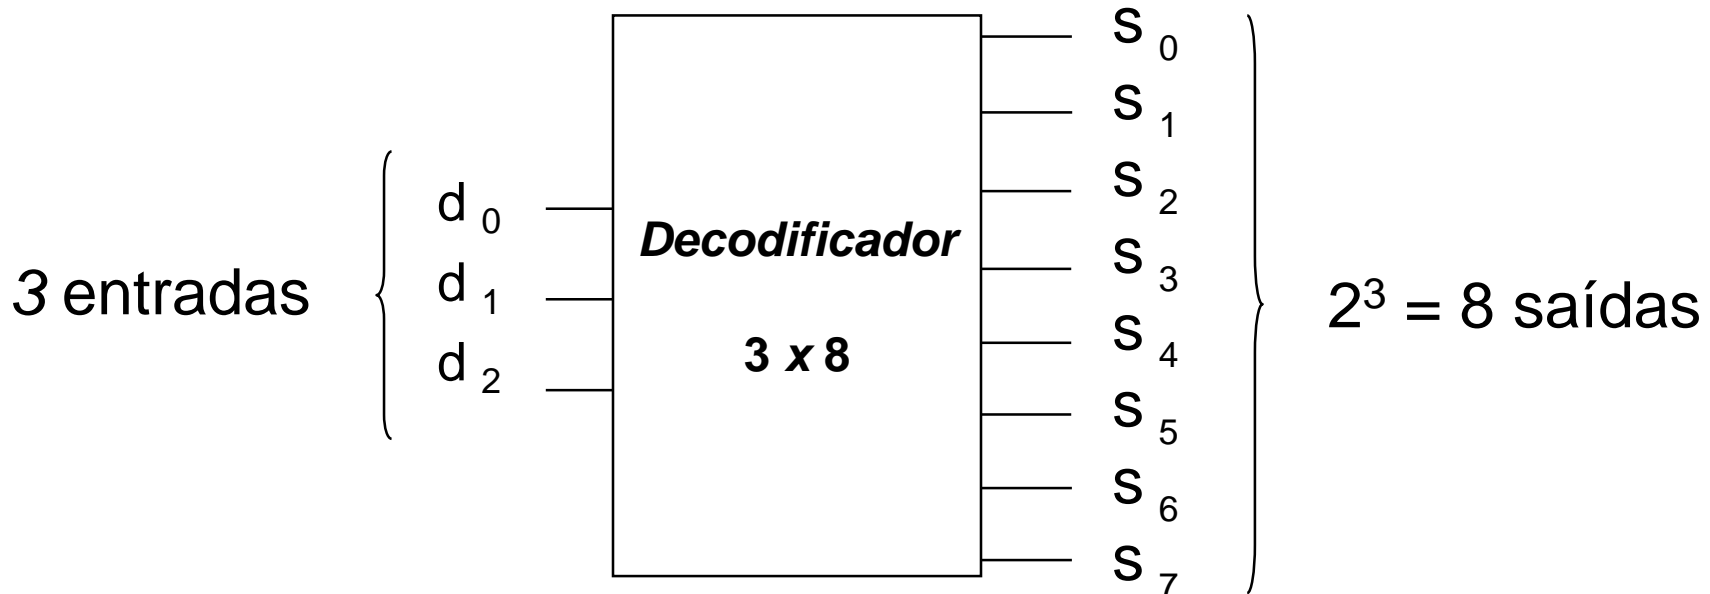 3 entradas
d 0
d 1
d 2
Decodificador
3 x 8
s 0
s 1
s 2
s 3
s 4
s 5
s 6
s 7
2³ = 8 saídas